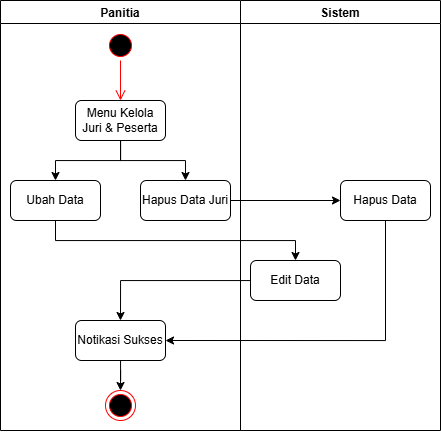 Panitia
Sistem
Menu Kelola
Juri & Peserta
Ubah Data
Hapus Data Juri
Hapus Data
Edit Data
Notikasi Sukses